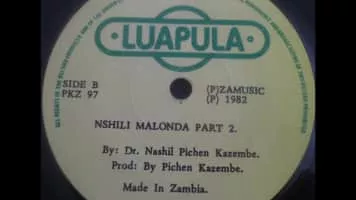 · LUAPULA ·
SIDE B
PKZ 97
(P)ZAMUSIC
(P) 1982
NSHILI MALONDA PART 2.
By: Dr. Nashil Pichen Kazembe.
Prod: By Pichen Kazembe.
Made In Zambia.